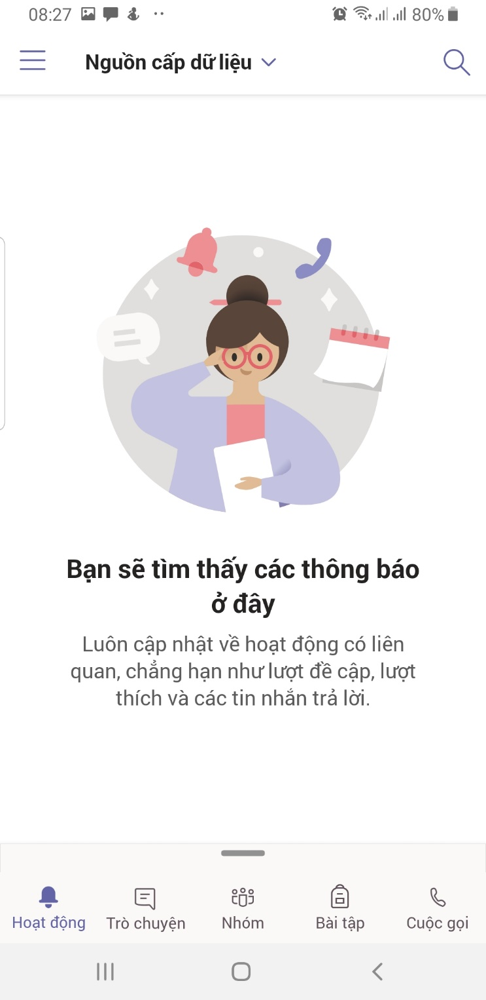 08:27
80%
Nguồn cấp dữ liệu
Bạn sẽ tìm thấy các thông báo
ở đây
Luôn cập nhật về hoạt động có liên
quan, chẳng hạn như lượt đề cập, lượt
thích và các tin nhắn trả lời.
Hoạt động
Trò chuyện
Nhóm
Bài tập
Cuộc gọi